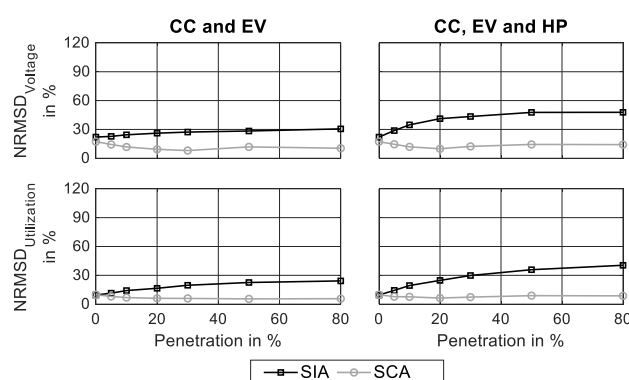 CC and EV
CC, EV and HP
NRMSD Voltage
in %
120
90
60
30
0
NRMSD Utilization
in %
120
90
60
30
0
0 20 40 60 80
0 20 40 60 80
Penetration in %
Penetration in %
SIA SCA